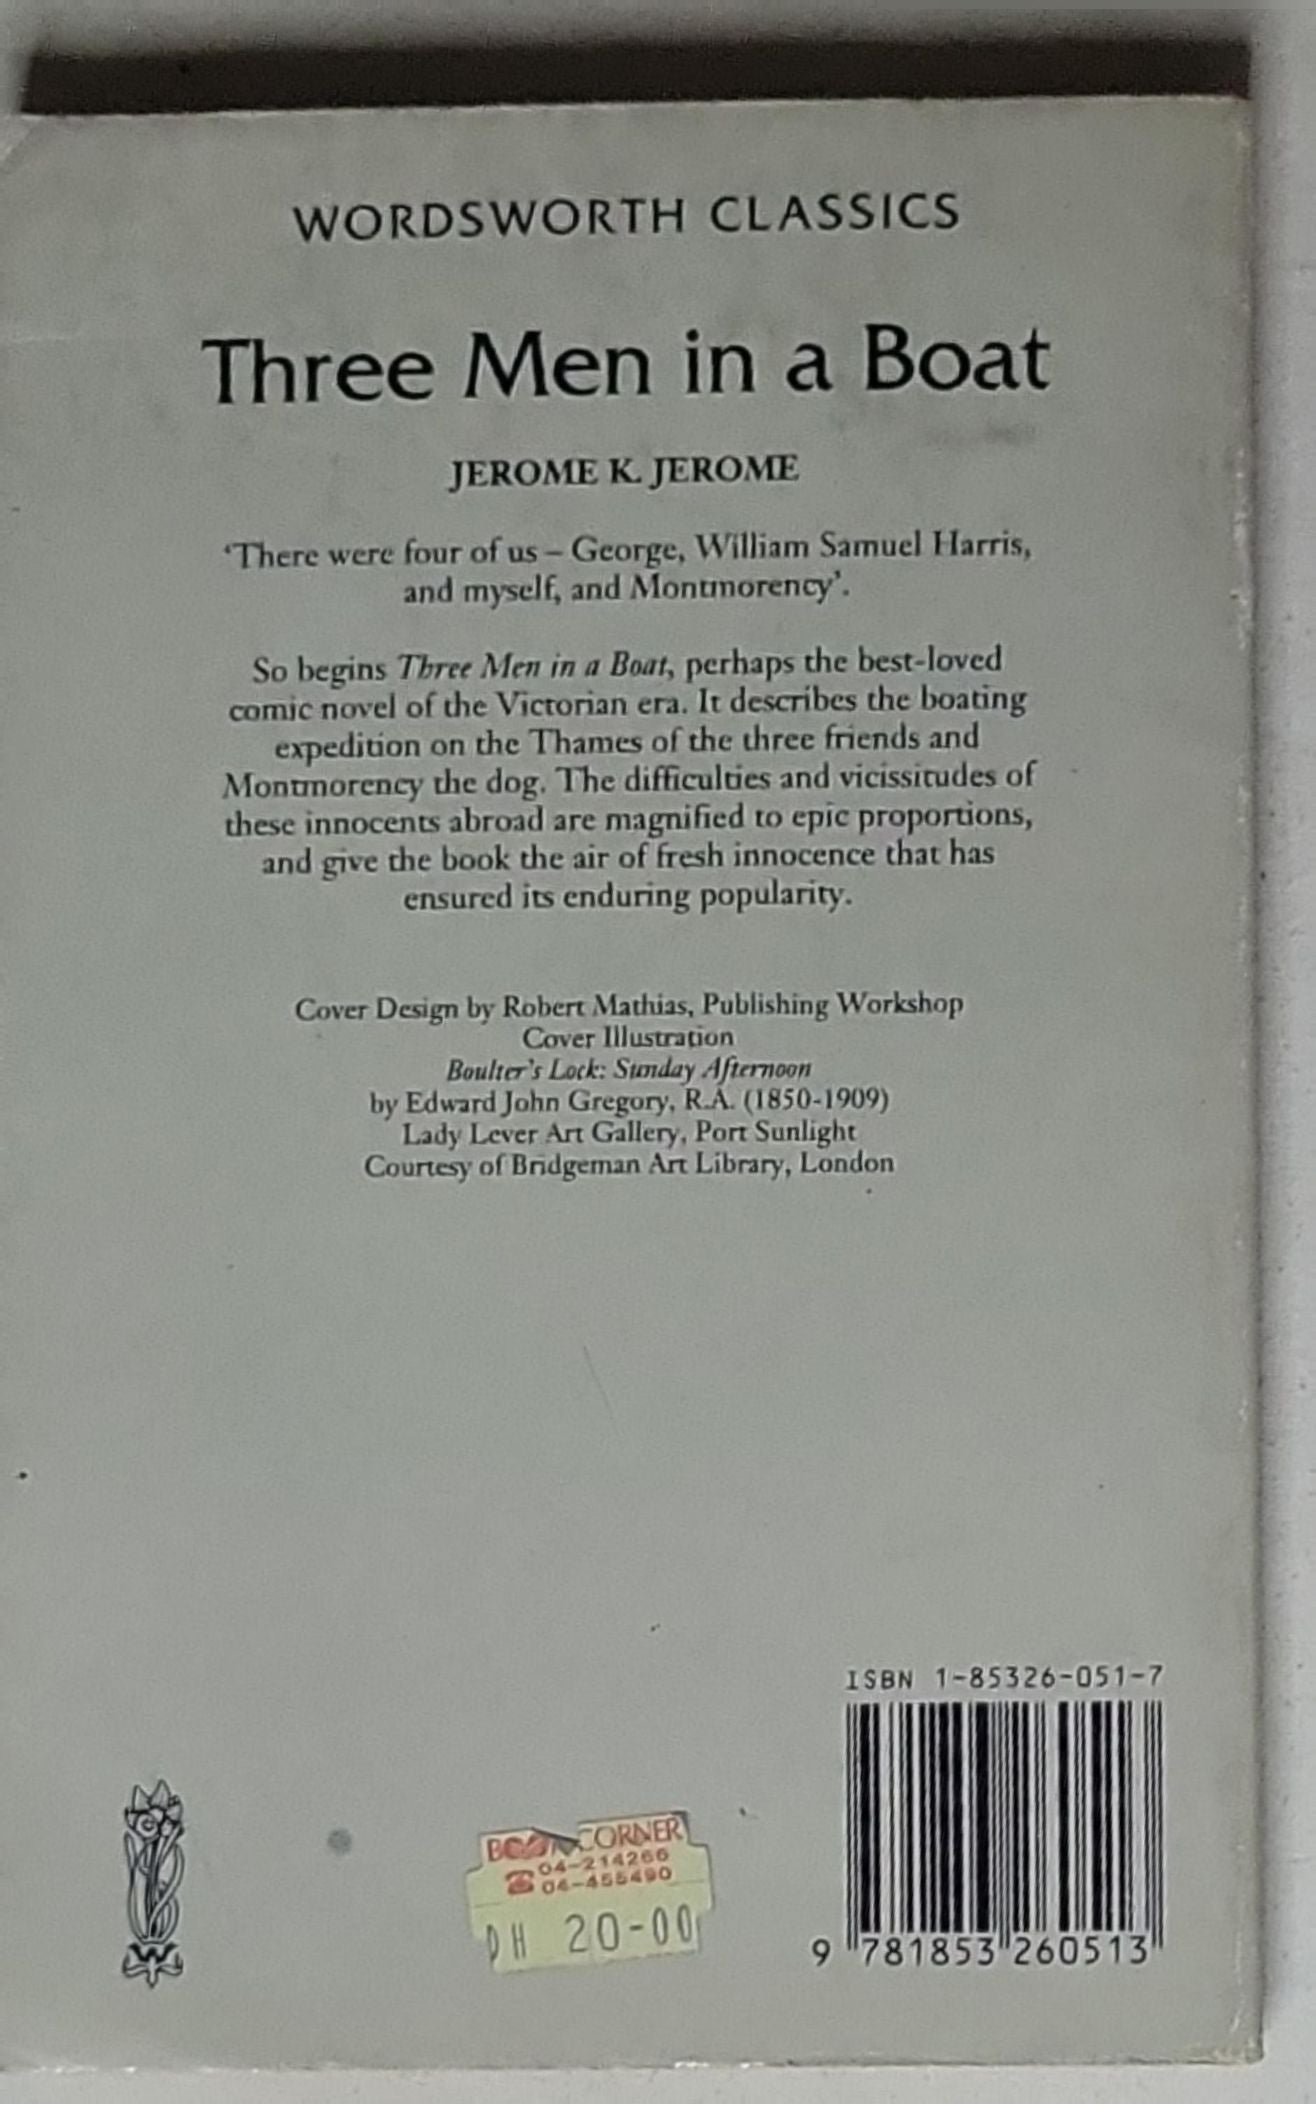 WORDSWORTH CLASSICS
Three Men in a Boat
JEROME K. JEROME
‘There were four of us – George, William Samuel Harris,
and myself, and Montmorency’.
So begins Three Men in a Boat, perhaps the best-loved
comic novel of the Victorian era. It describes the boating
expedition on the Thames of the three friends and
Montmorency the dog. The difficulties and vicissitudes of
these innocents abroad are magnified to epic proportions,
and give the book the air of fresh innocence that has
ensured its enduring popularity.
Cover Design by Robert Mathias, Publishing Workshop
Cover Illustration
Boulter's Lock: Sunday Afternoon
by Edward John Gregory, R.A. (1850-1909)
Lady Lever Art Gallery, Port Sunlight
Courtesy of Bridgeman Art Library, London
ISBN 1-85326-051-7
9 781853 260513
W
CORNER
04-214266
04-455490
DH 20-00